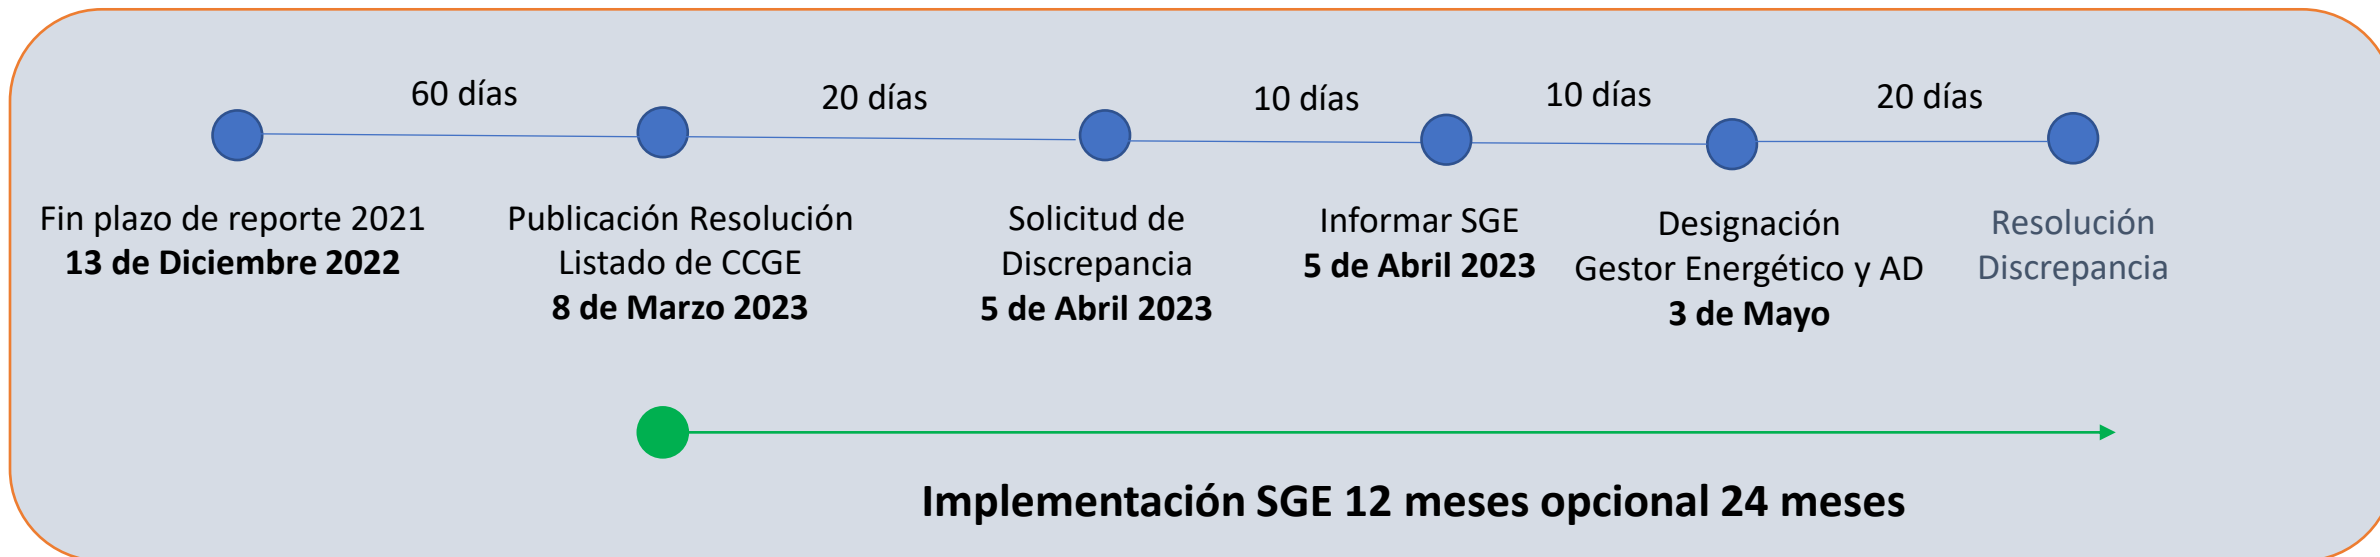 60 días
20 días
10 días
10 días
20 días
Fin plazo de reporte 2021
13 de Diciembre 2022
Publicación Resolución
Listado de CCGE
8 de Marzo 2023
Solicitud de
Discrepancia
5 de Abril 2023
Informar SGE
5 de Abril 2023
Designación
Gestor Energético y AD
3 de Mayo
Resolución
Discrepancia
Implementación SGE 12 meses opcional 24 meses